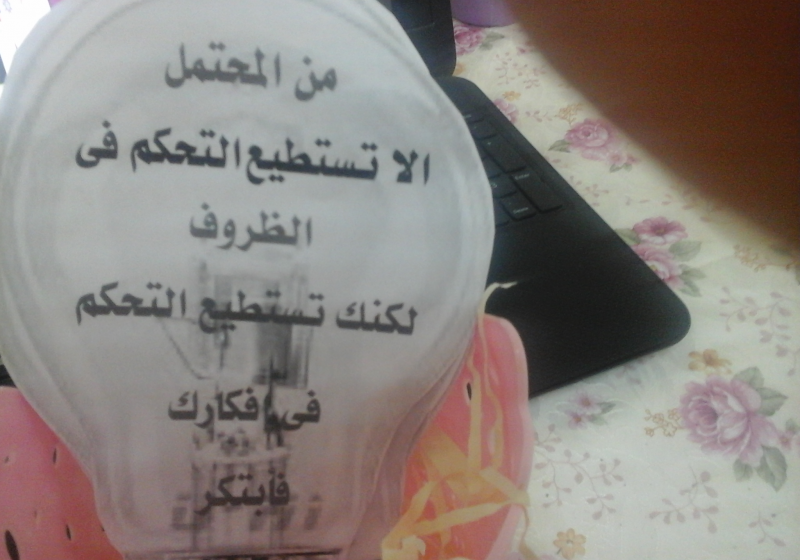 من المحتمل
الا تستطيع التحكم فى
الظروف
لكنك تستطيع التحكم
فى افكارك
فابتكر